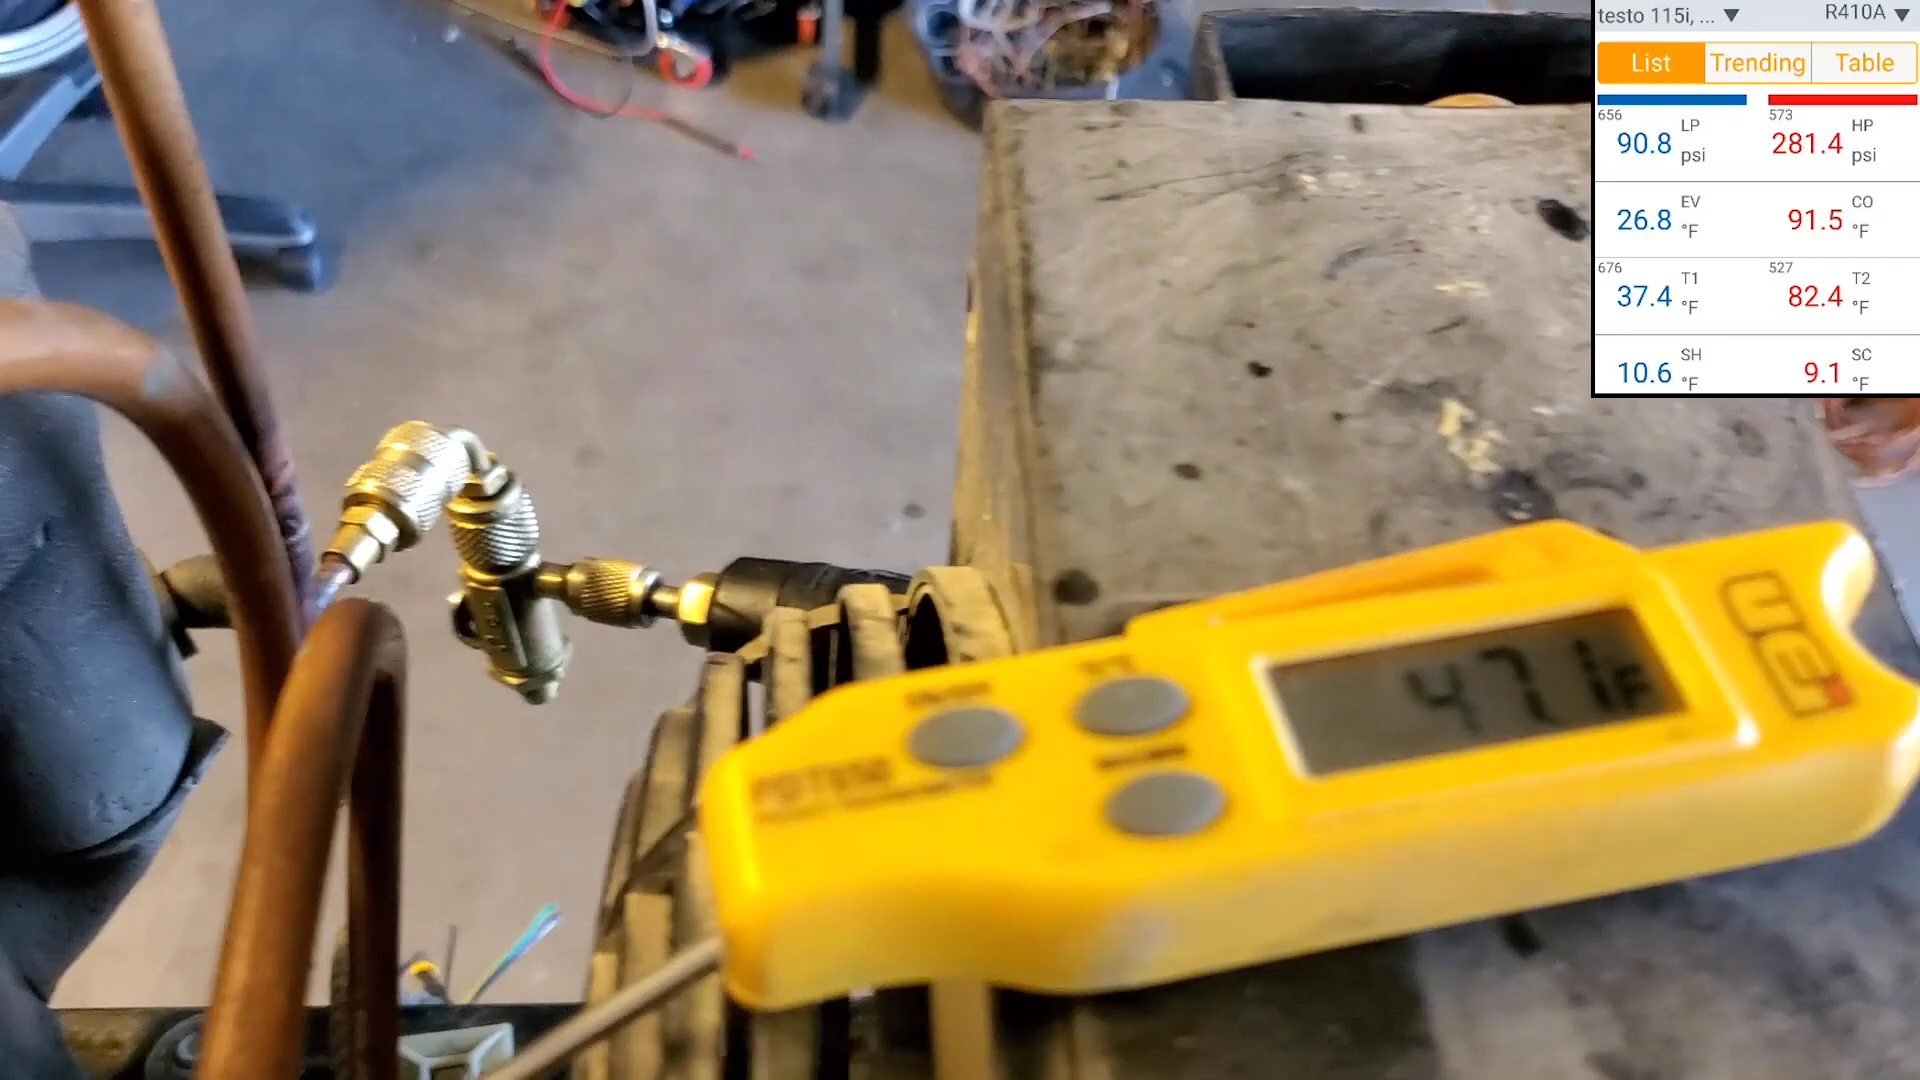 testo 115i, ... ▼ R410A ▼
List Trending Table
656 573
90.8 LP psi 281.4 HP psi
26.8 EV °F 91.5 CO °F
676 527
37.4 T1 °F 82.4 T2 °F
10.6 SH °F 9.1 SC °F
47.1F
UEi
PDT650